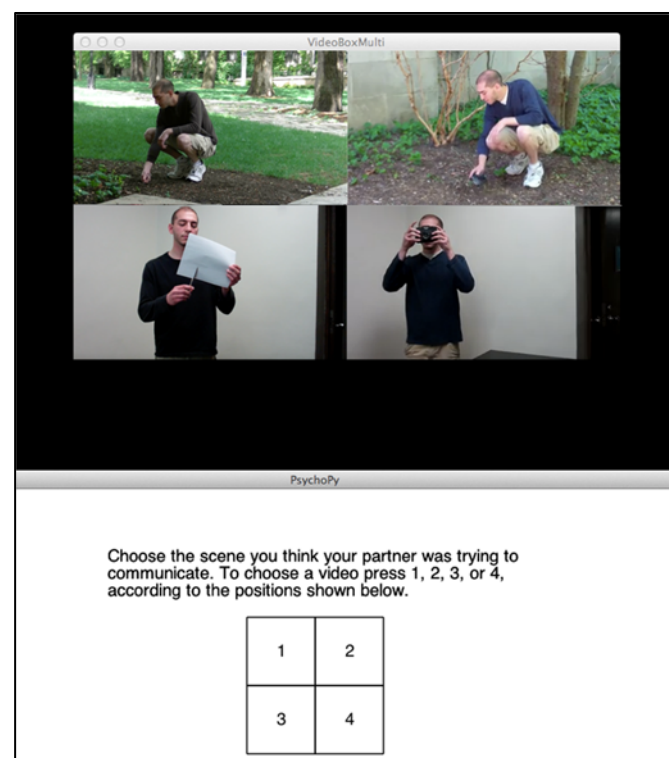 VideoBoxMulti
PsychoPy
Choose the scene you think your partner was trying to
communicate. To choose a video press 1, 2, 3, or 4,
according to the positions shown below.
1 2
3 4